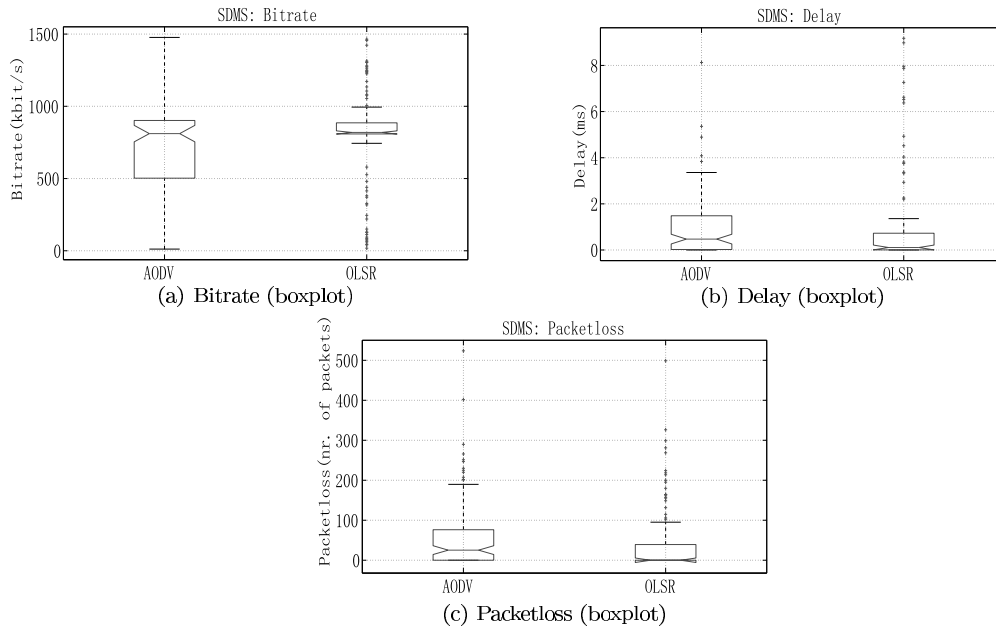 SDMS: Bitrate
Bitrate(kbit/s)
1500
1000
500
0
AODV
OLSR
(a) Bitrate (boxplot)
SDMS: Delay
Delay(ms)
8
6
4
2
0
AODV
OLSR
(b) Delay (boxplot)
SDMS: Packetloss
Packetloss(nr. of packets)
500
400
300
200
100
0
AODV
OLSR
(c) Packetloss (boxplot)